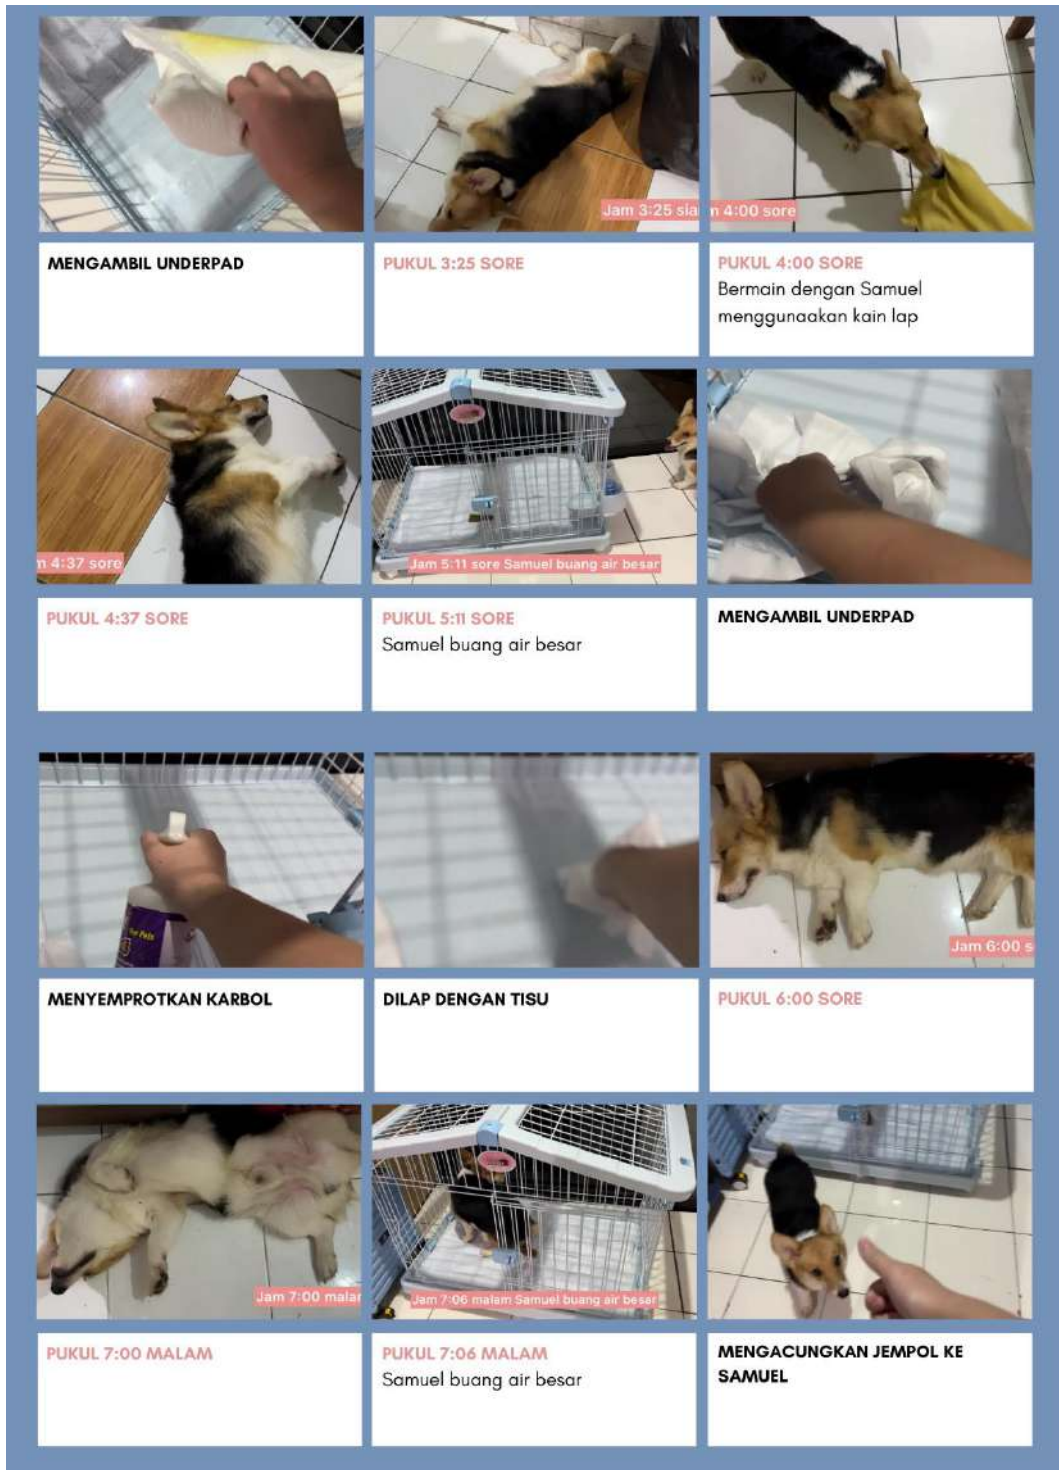 Jam 3:25 sia
n 4:00 sore
MENGAMBIL UNDERPAD
PUKUL 3:25 SORE
PUKUL 4:00 SORE
Bermain dengan Samuel
menggunaakan kain lap
n 4:37 sore
Jam 5:11 sore Samuel buang air besar
PUKUL 4:37 SORE
PUKUL 5:11 SORE
Samuel buang air besar
MENGAMBIL UNDERPAD
for Pets
Jam 6:00 s
MENYEMPROTKAN KARBOL
DILAP DENGAN TISU
PUKUL 6:00 SORE
Jam 7:00 malar
Jam 7:06 malam Samuel buang air besar
PUKUL 7:00 MALAM
PUKUL 7:06 MALAM
Samuel buang air besar
MENGACUNGKAN JEMPOL KE
SAMUEL